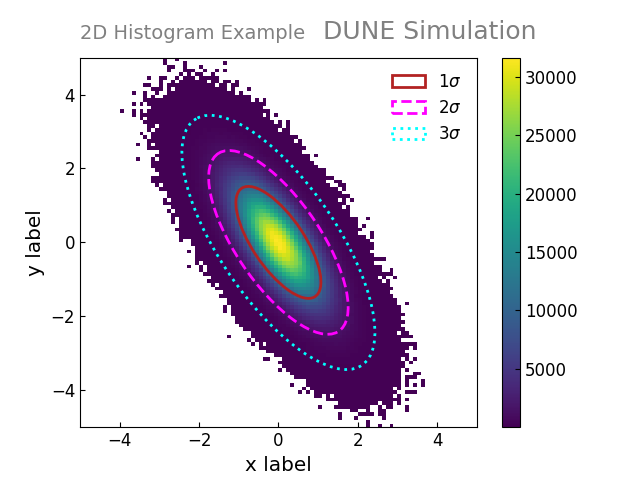 2D Histogram Example DUNE Simulation
1σ
2σ
3σ
4
2
0
−2
−4
y label
−4 −2 0 2 4
x label
30000
25000
20000
15000
10000
5000